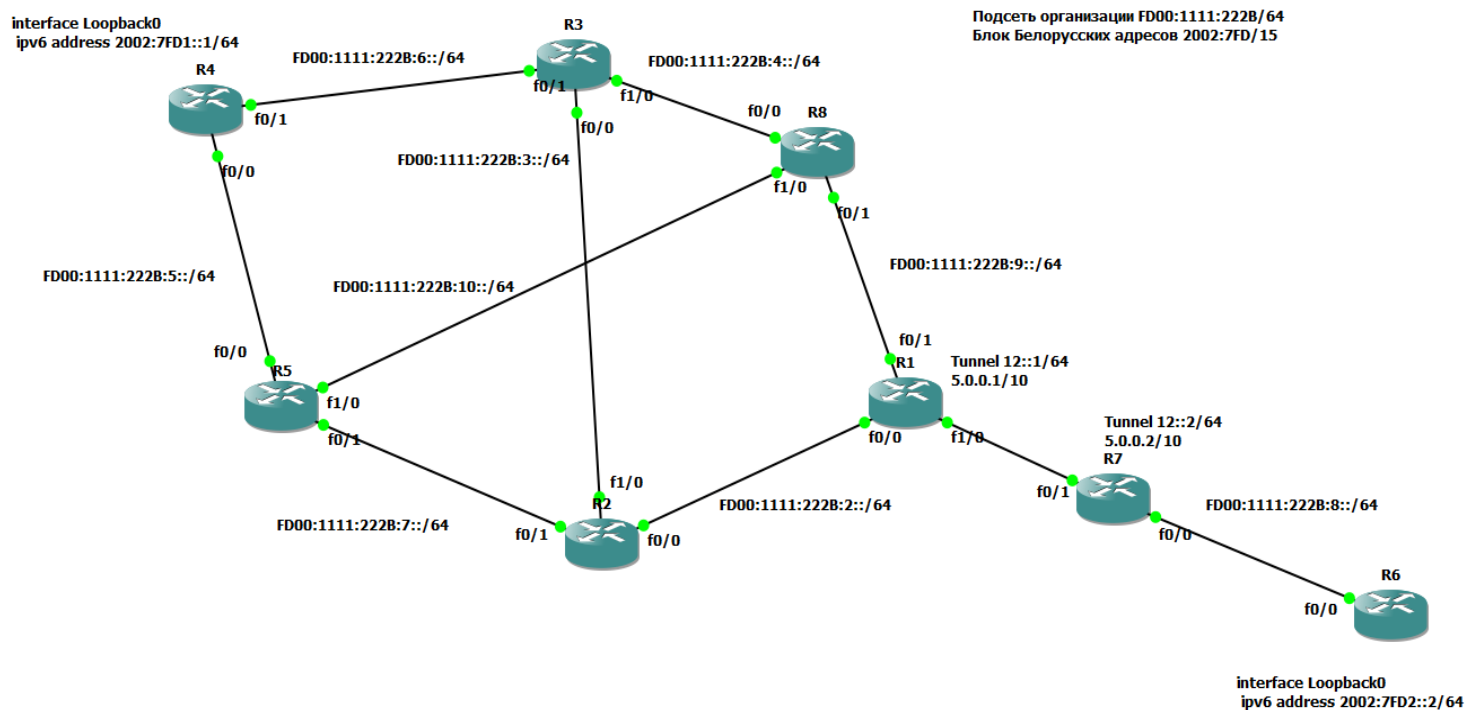 interface Loopback0
ipv6 address 2002:7FD1::1/64
Подсеть организации FD00:1111:222B/64
Блок Белорусских адресов 2002:7FD/15
R3
FD00:1111:222B:6::/64
FD00:1111:222B:4::/64
R4
f0/1
f1/0
f0/1
f0/0
f0/0
R8
FD00:1111:222B:3::/64
f0/0
f1/0
f0/1
FD00:1111:222B:5::/64
FD00:1111:222B:10::/64
FD00:1111:222B:9::/64
f0/0
R5
f0/1
R1
Tunnel 12::1/64
5.0.0.1/10
f1/0
f0/1
f0/0
f1/0
Tunnel 12::2/64
5.0.0.2/10
R7
f1/0
R2
f0/1
FD00:1111:222B:7::/64
FD00:1111:222B:2::/64
FD00:1111:222B:8::/64
f0/1
f0/0
f0/0
R6
f0/0
interface Loopback0
ipv6 address 2002:7FD2::2/64